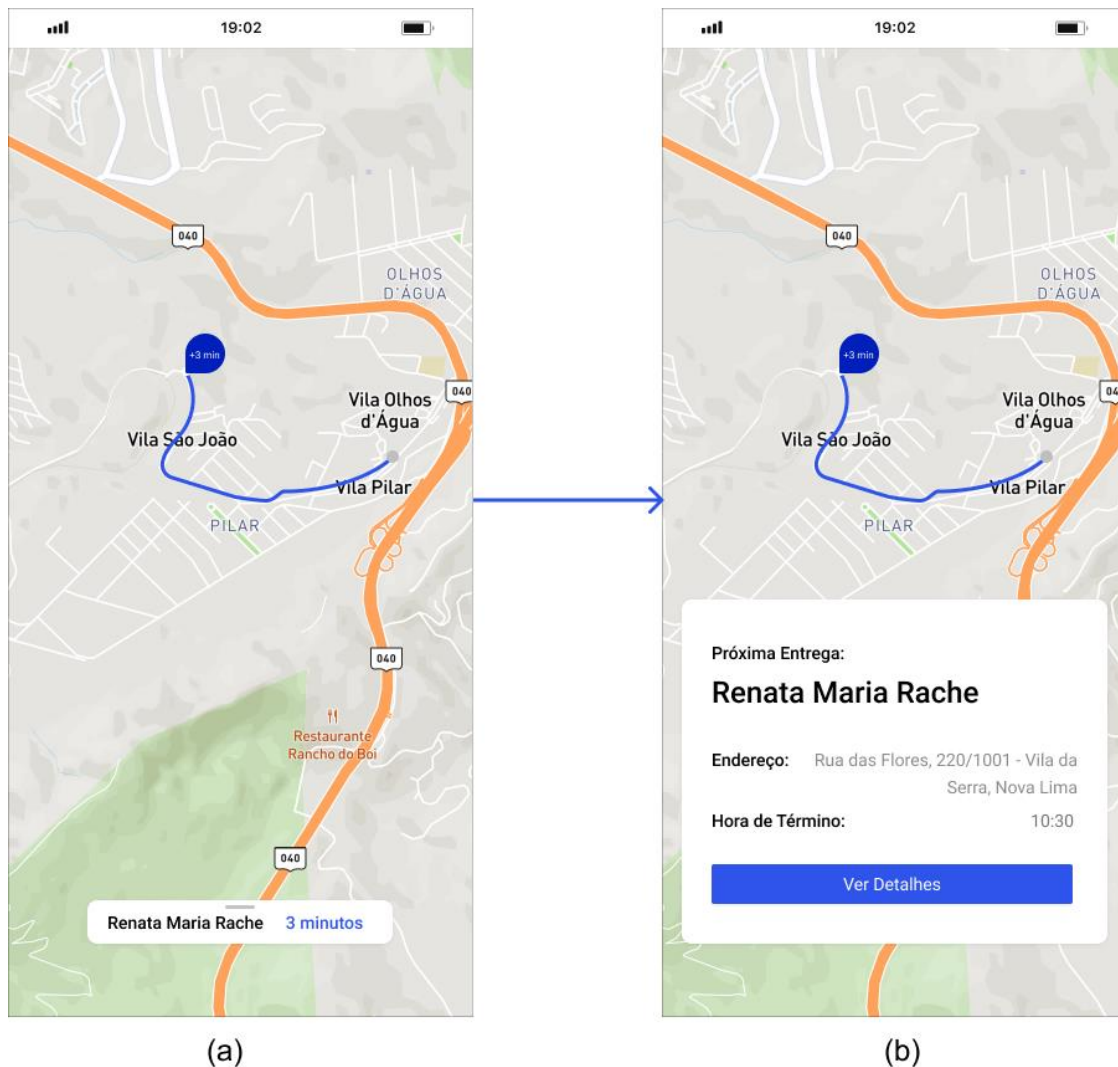 19:02
040
OLHOS
D'ÁGUA
+3 min
040
Vila Olhos
d'Água
Vila São João
Vila Pilar
PILAR
040
Restaurante
Rancho do Boi
040
Renata Maria Rache 3 minutos
(a)
19:02
040
OLHOS
D'ÁGUA
+3 min
04
Vila Olhos
d'Água
Vila São João
Vila Pilar
PILAR
Próxima Entrega:
Renata Maria Rache
Endereço: Rua das Flores, 220/1001 - Vila da
Serra, Nova Lima
Hora de Término: 10:30
Ver Detalhes
(b)